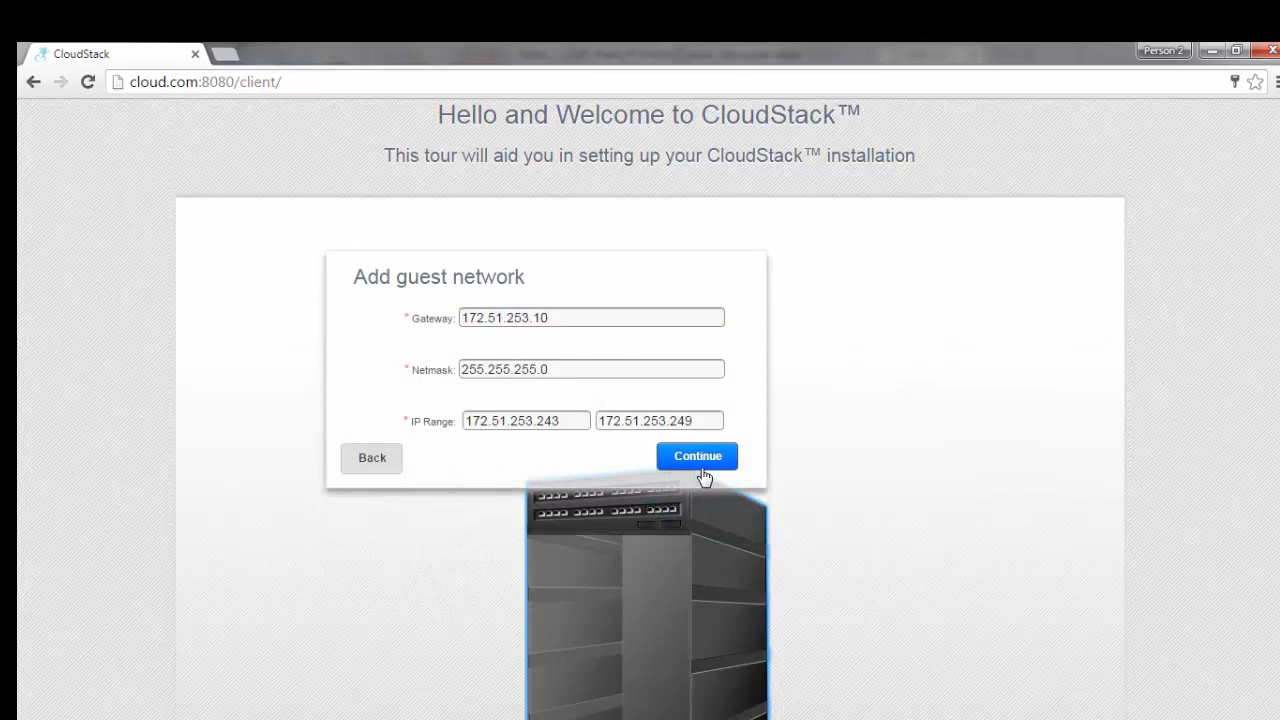 CloudStack
Person 2
cloud.com:8080/client/
Hello and Welcome to CloudStack™
This tour will aid you in setting up your CloudStack™ installation
Add guest network
* Gateway: 172.51.253.10
* Netmask: 255.255.255.0
* IP Range: 172.51.253.243 172.51.253.249
Back Continue